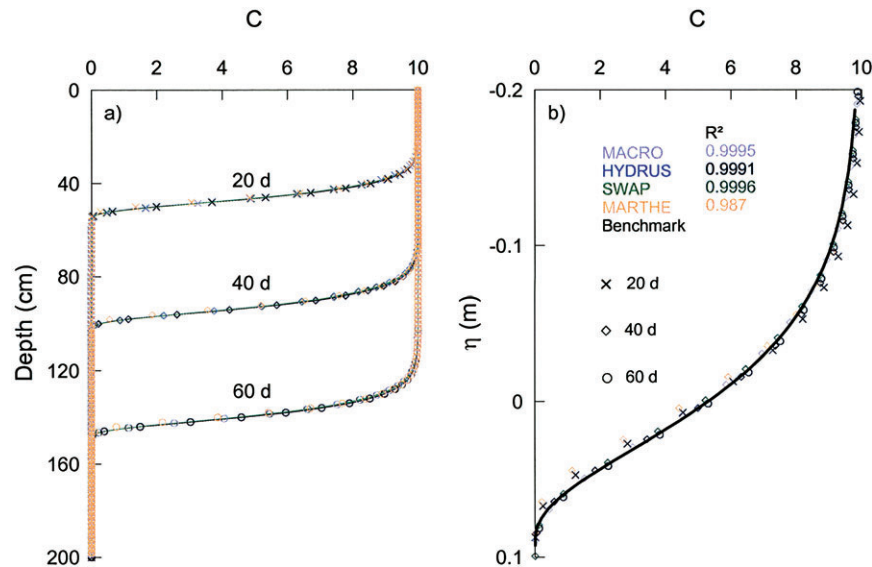 C
0 2 4 6 8 10
0
40
80
120
160
200
Depth (cm)
a)
20 d
40 d
60 d
C
0 2 4 6 8 10
-0.2
-0.1
0
0.1
η (m)
b)
R²
MACRO 0.9995
HYDRUS 0.9991
SWAP 0.9996
MARTHE 0.987
Benchmark
20 d
40 d
60 d